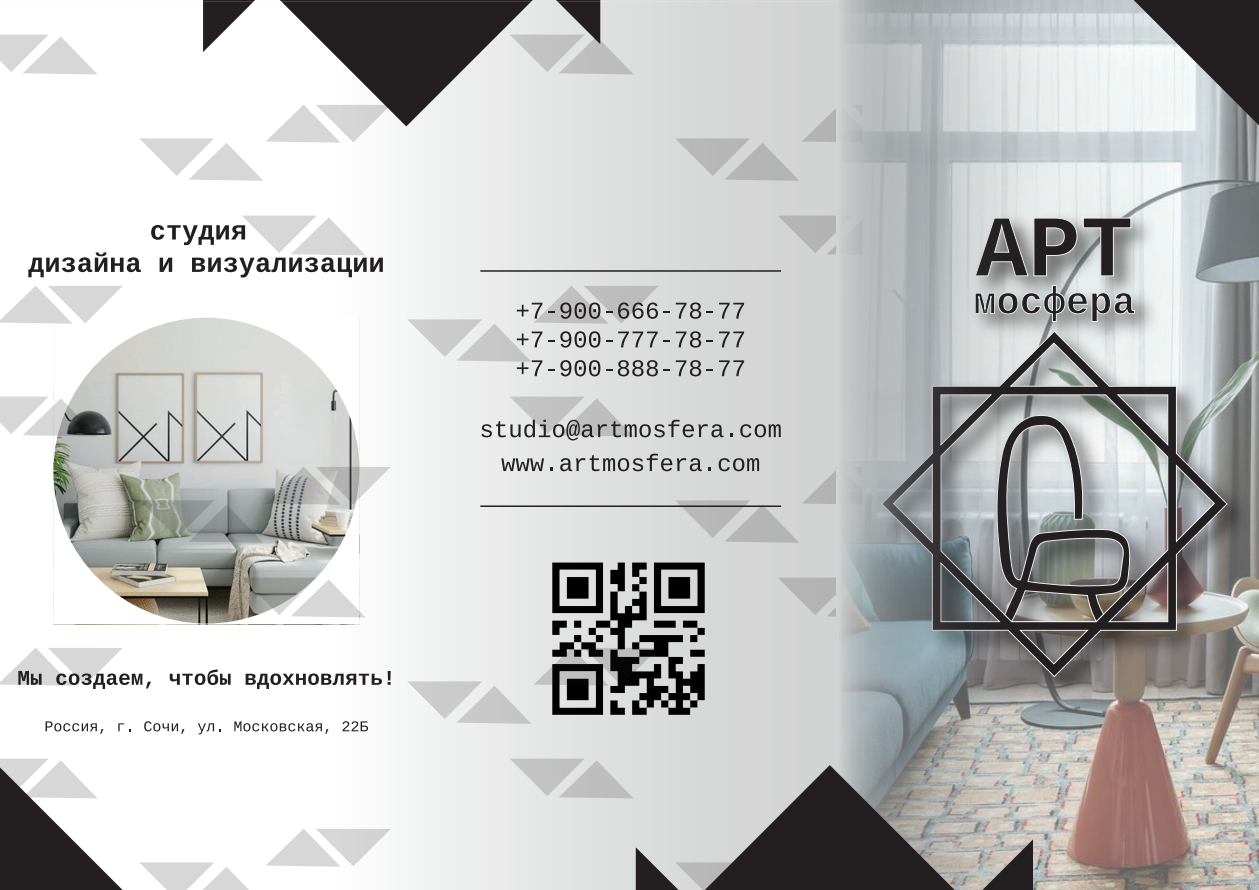 студия
дизайна и визуализации
Мы создаем, чтобы вдохновлять!
Россия, г. Сочи, ул. Московская, 22Б
+7-900-666-78-77
+7-900-777-78-77
+7-900-888-78-77
studio@artmosfera.com
www.artmosfera.com
АРТ
мосфера